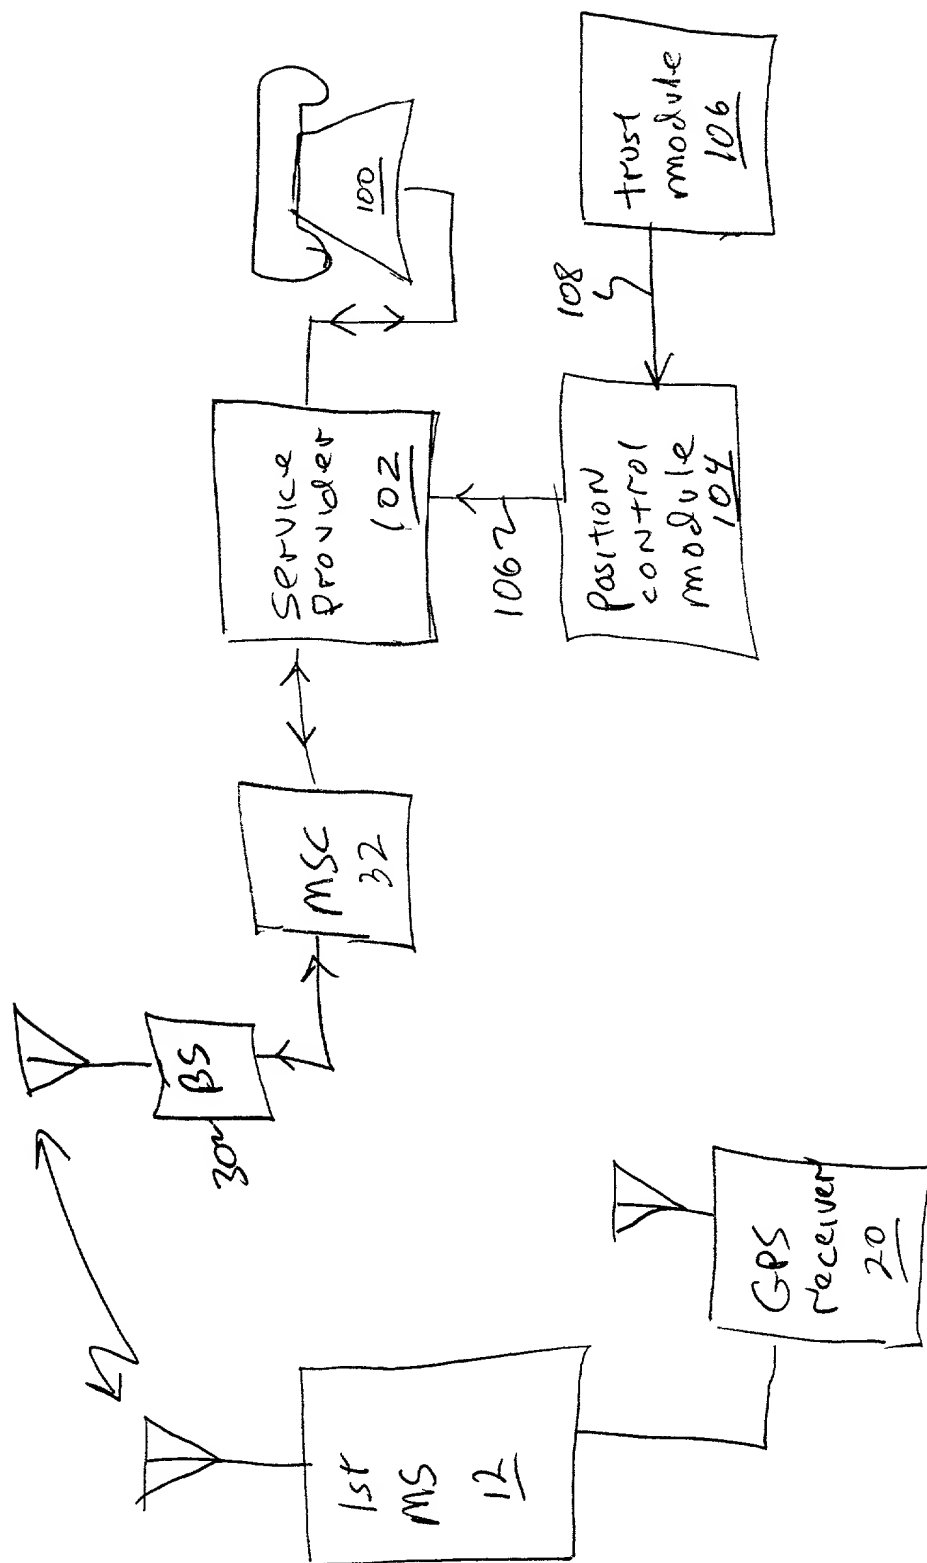 1st
MS
12
GPS
receiver
20
30
BS
MSC
32
Service
Provider
102
100
106
Position
control
module
104
108
trust
module
106